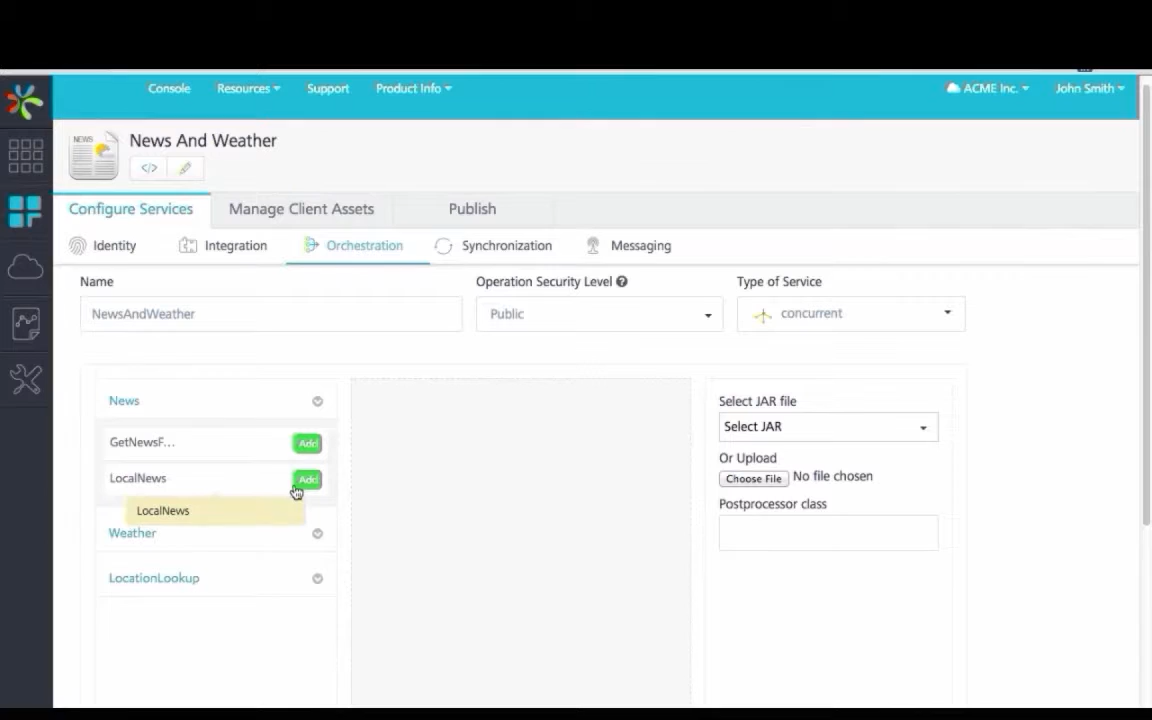 Console Resources Support Product Info ACME Inc. John Smith
NEWS
News And Weather
</>
Configure Services Manage Client Assets Publish
Identity Integration Orchestration Synchronization Messaging
Name Operation Security Level ? Type of Service
NewsAndWeather Public concurrent
News
GetNewsF... Add
LocalNews Add
LocalNews
Weather
LocationLookup
Select JAR file
Select JAR
Or Upload
Choose File No file chosen
Postprocessor class